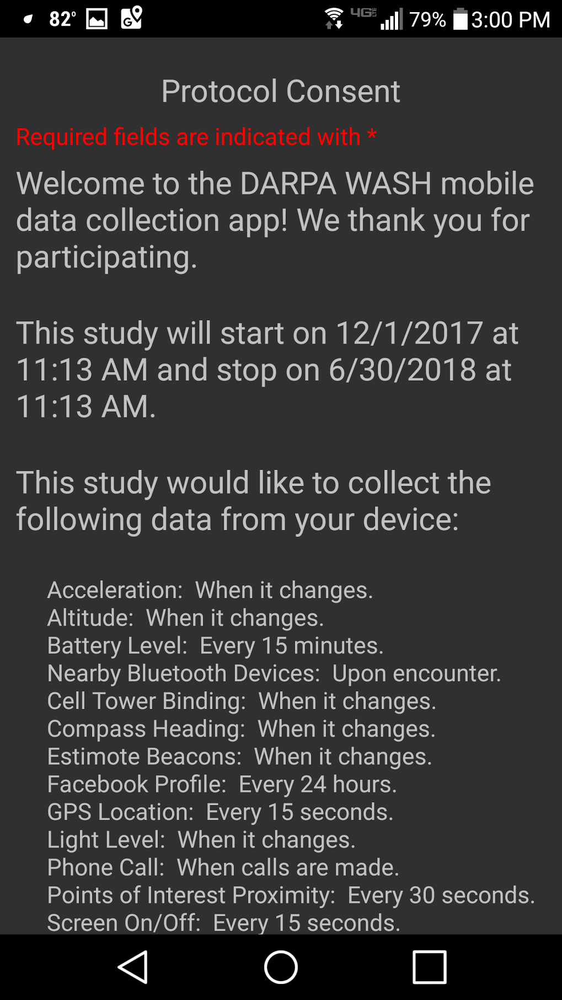 82°
G
4G LTE
79%
3:00 PM
Protocol Consent
Required fields are indicated with *
Welcome to the DARPA WASH mobile
data collection app! We thank you for
participating.
This study will start on 12/1/2017 at
11:13 AM and stop on 6/30/2018 at
11:13 AM.
This study would like to collect the
following data from your device:
Acceleration:  When it changes.
Altitude:  When it changes.
Battery Level:  Every 15 minutes.
Nearby Bluetooth Devices:  Upon encounter.
Cell Tower Binding:  When it changes.
Compass Heading:  When it changes.
Estimote Beacons:  When it changes.
Facebook Profile:  Every 24 hours.
GPS Location:  Every 15 seconds.
Light Level:  When it changes.
Phone Call:  When calls are made.
Points of Interest Proximity:  Every 30 seconds.
Screen On/Off:  Every 15 seconds.